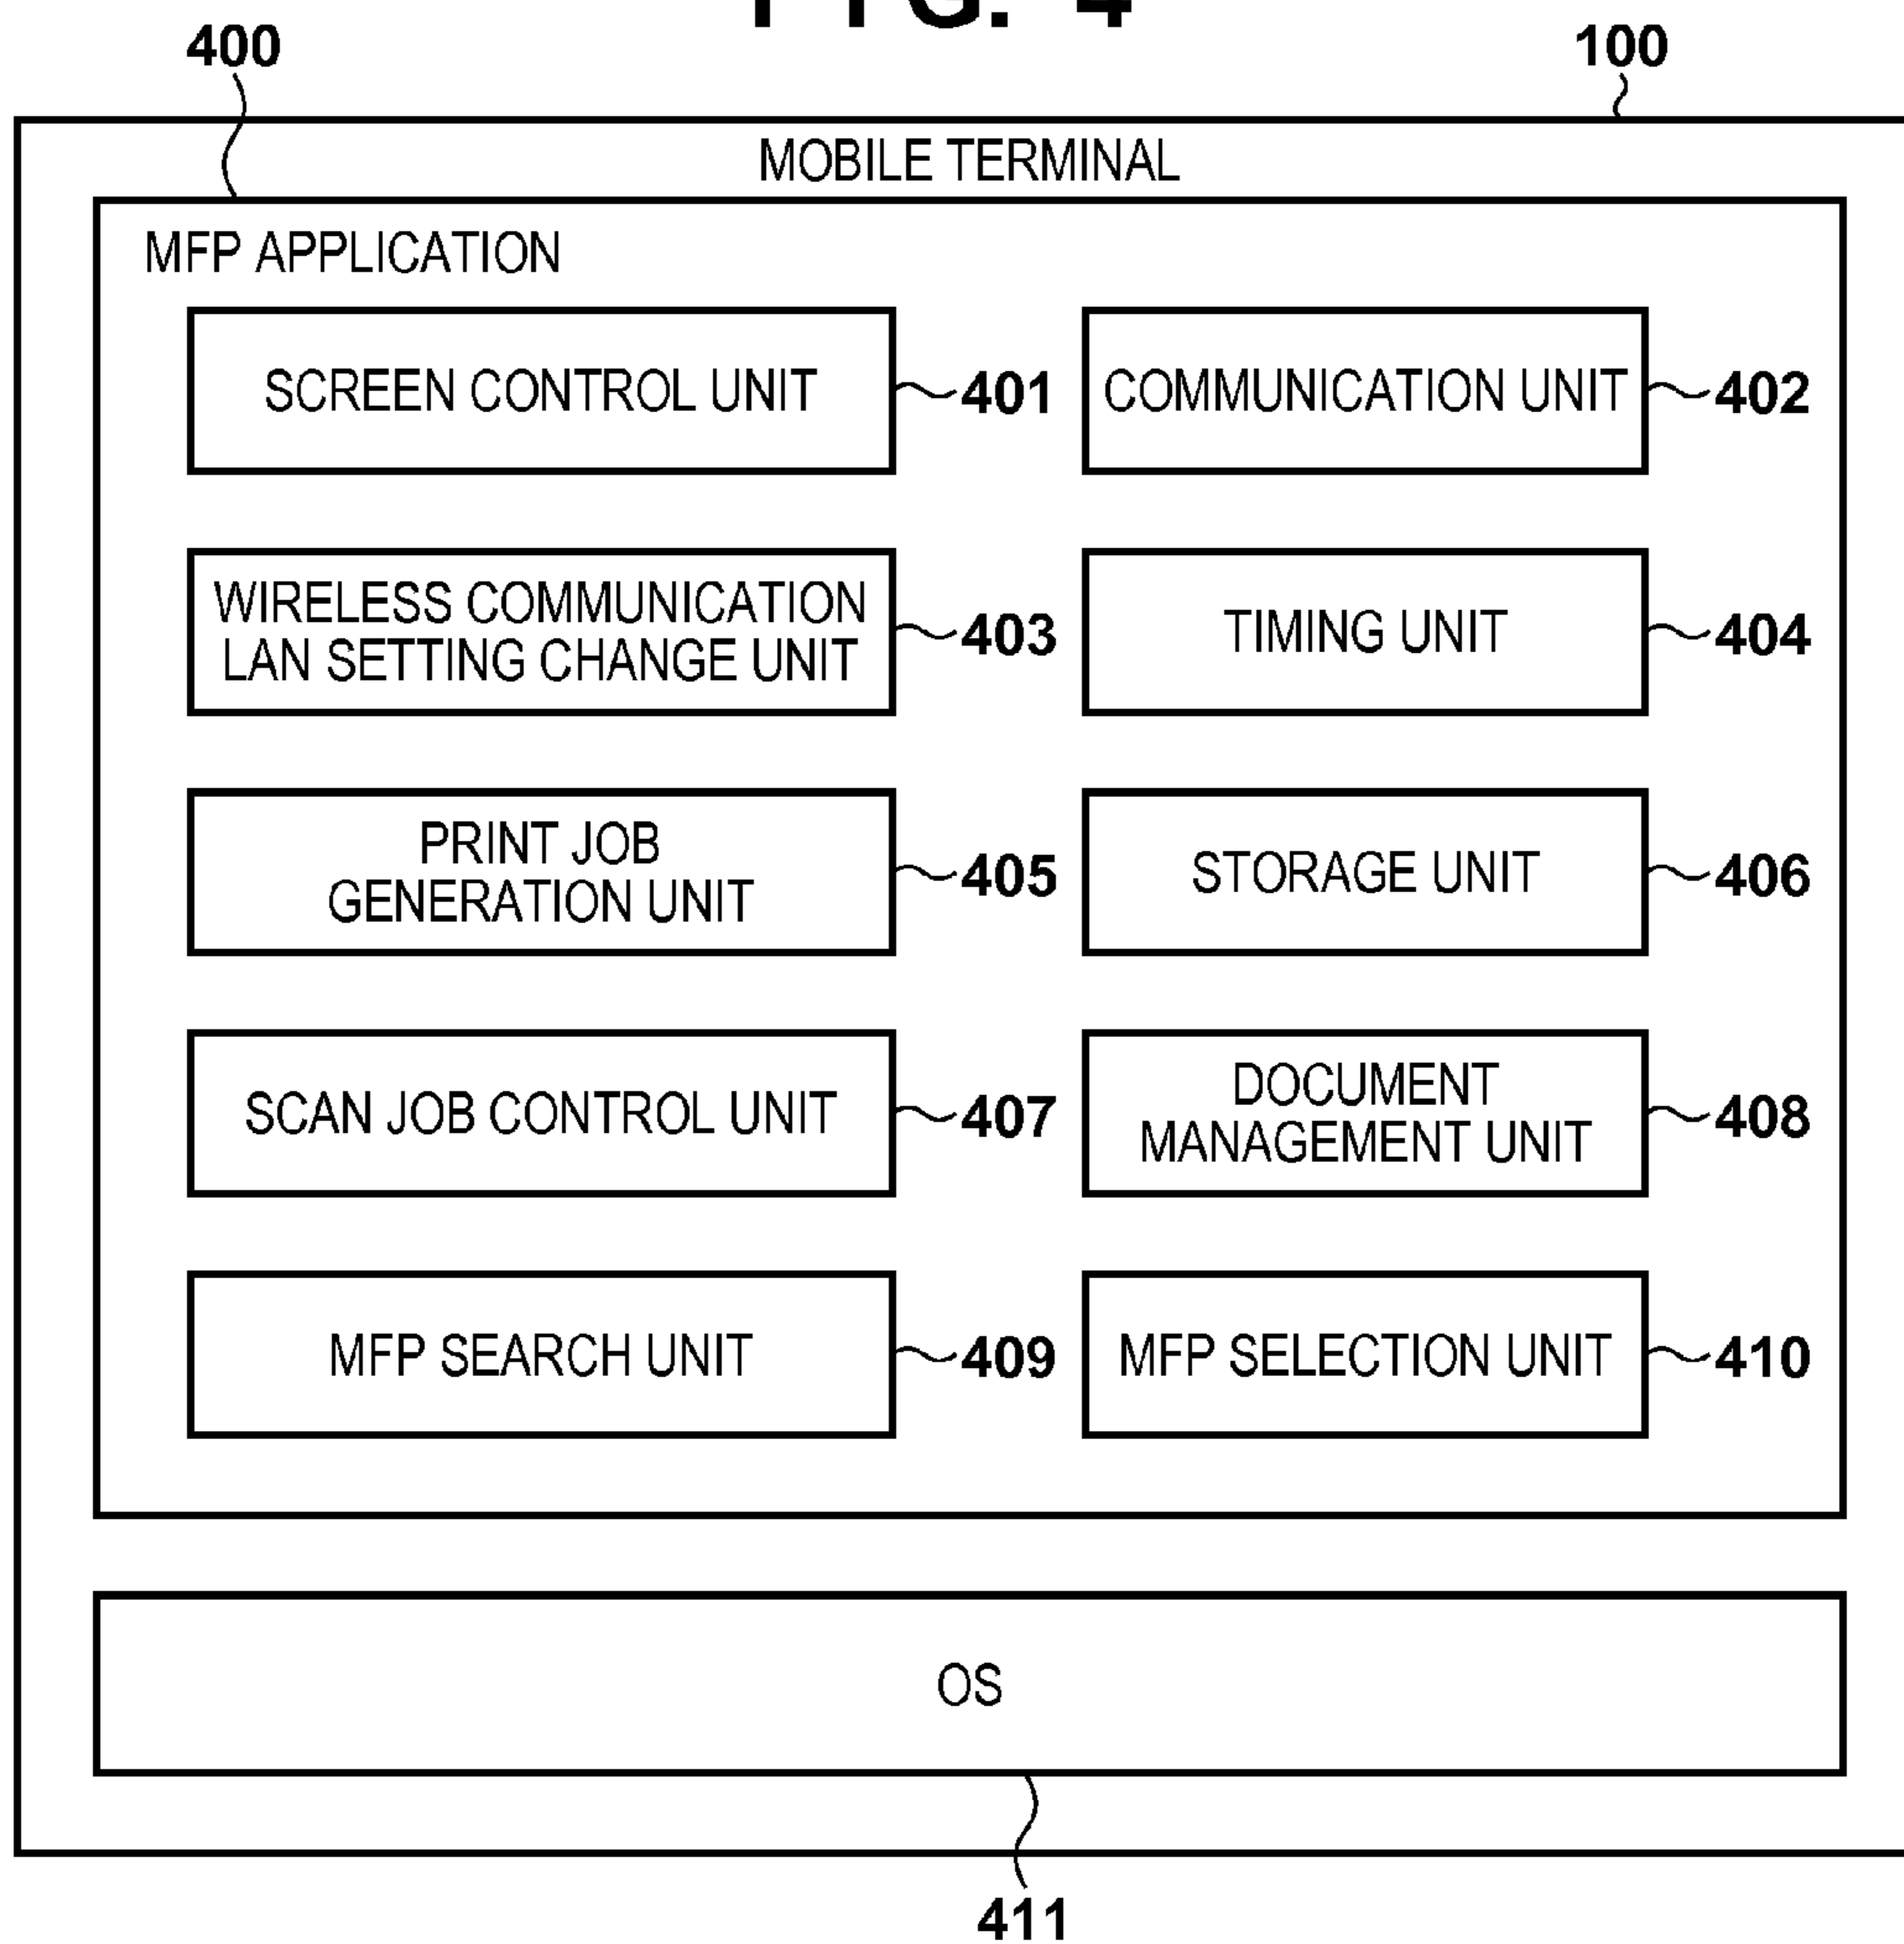 FIG. 4
400
100
MOBILE TERMINAL
MFP APPLICATION
SCREEN CONTROL UNIT
401
COMMUNICATION UNIT
402
WIRELESS COMMUNICATION
LAN SETTING CHANGE UNIT
403
TIMING UNIT
404
PRINT JOB
GENERATION UNIT
405
STORAGE UNIT
406
SCAN JOB CONTROL UNIT
407
DOCUMENT
MANAGEMENT UNIT
408
MFP SEARCH UNIT
409
MFP SELECTION UNIT
410
OS
411